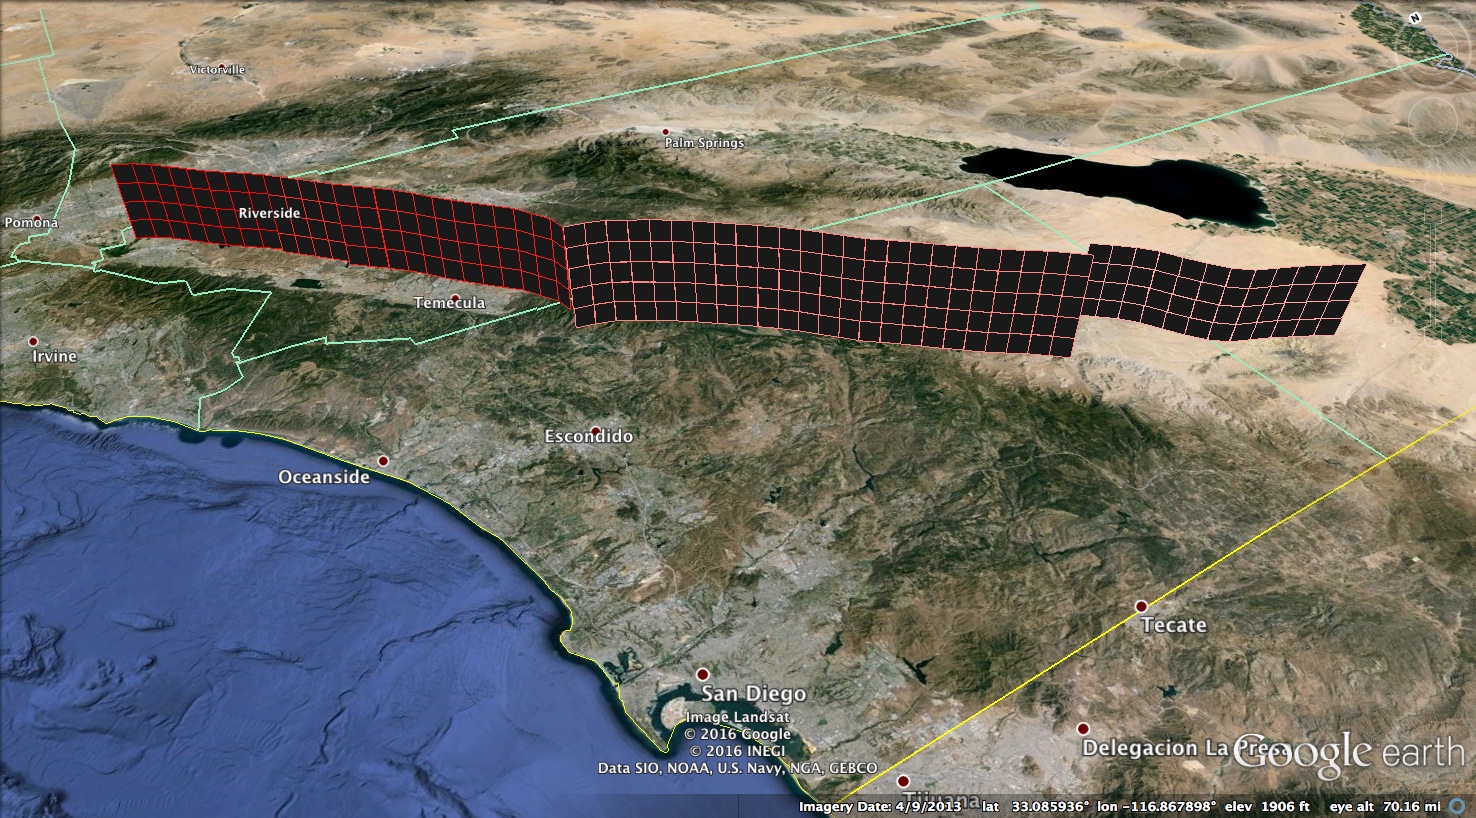 N
Victorville
Palm Springs
Pomona
Riverside
Temecula
Irvine
Escondido
Oceanside
Tecate
San Diego
Image Landsat
© 2016 Google
© 2016 INEGI
Data SIO, NOAA, U.S. Navy, NGA, GEBCO
Delegacion La Presa
Google earth
Tijuana
Imagery Date: 4/9/2013 lat 33.085936° lon -116.867898° elev 1906 ft eye alt 70.16 mi